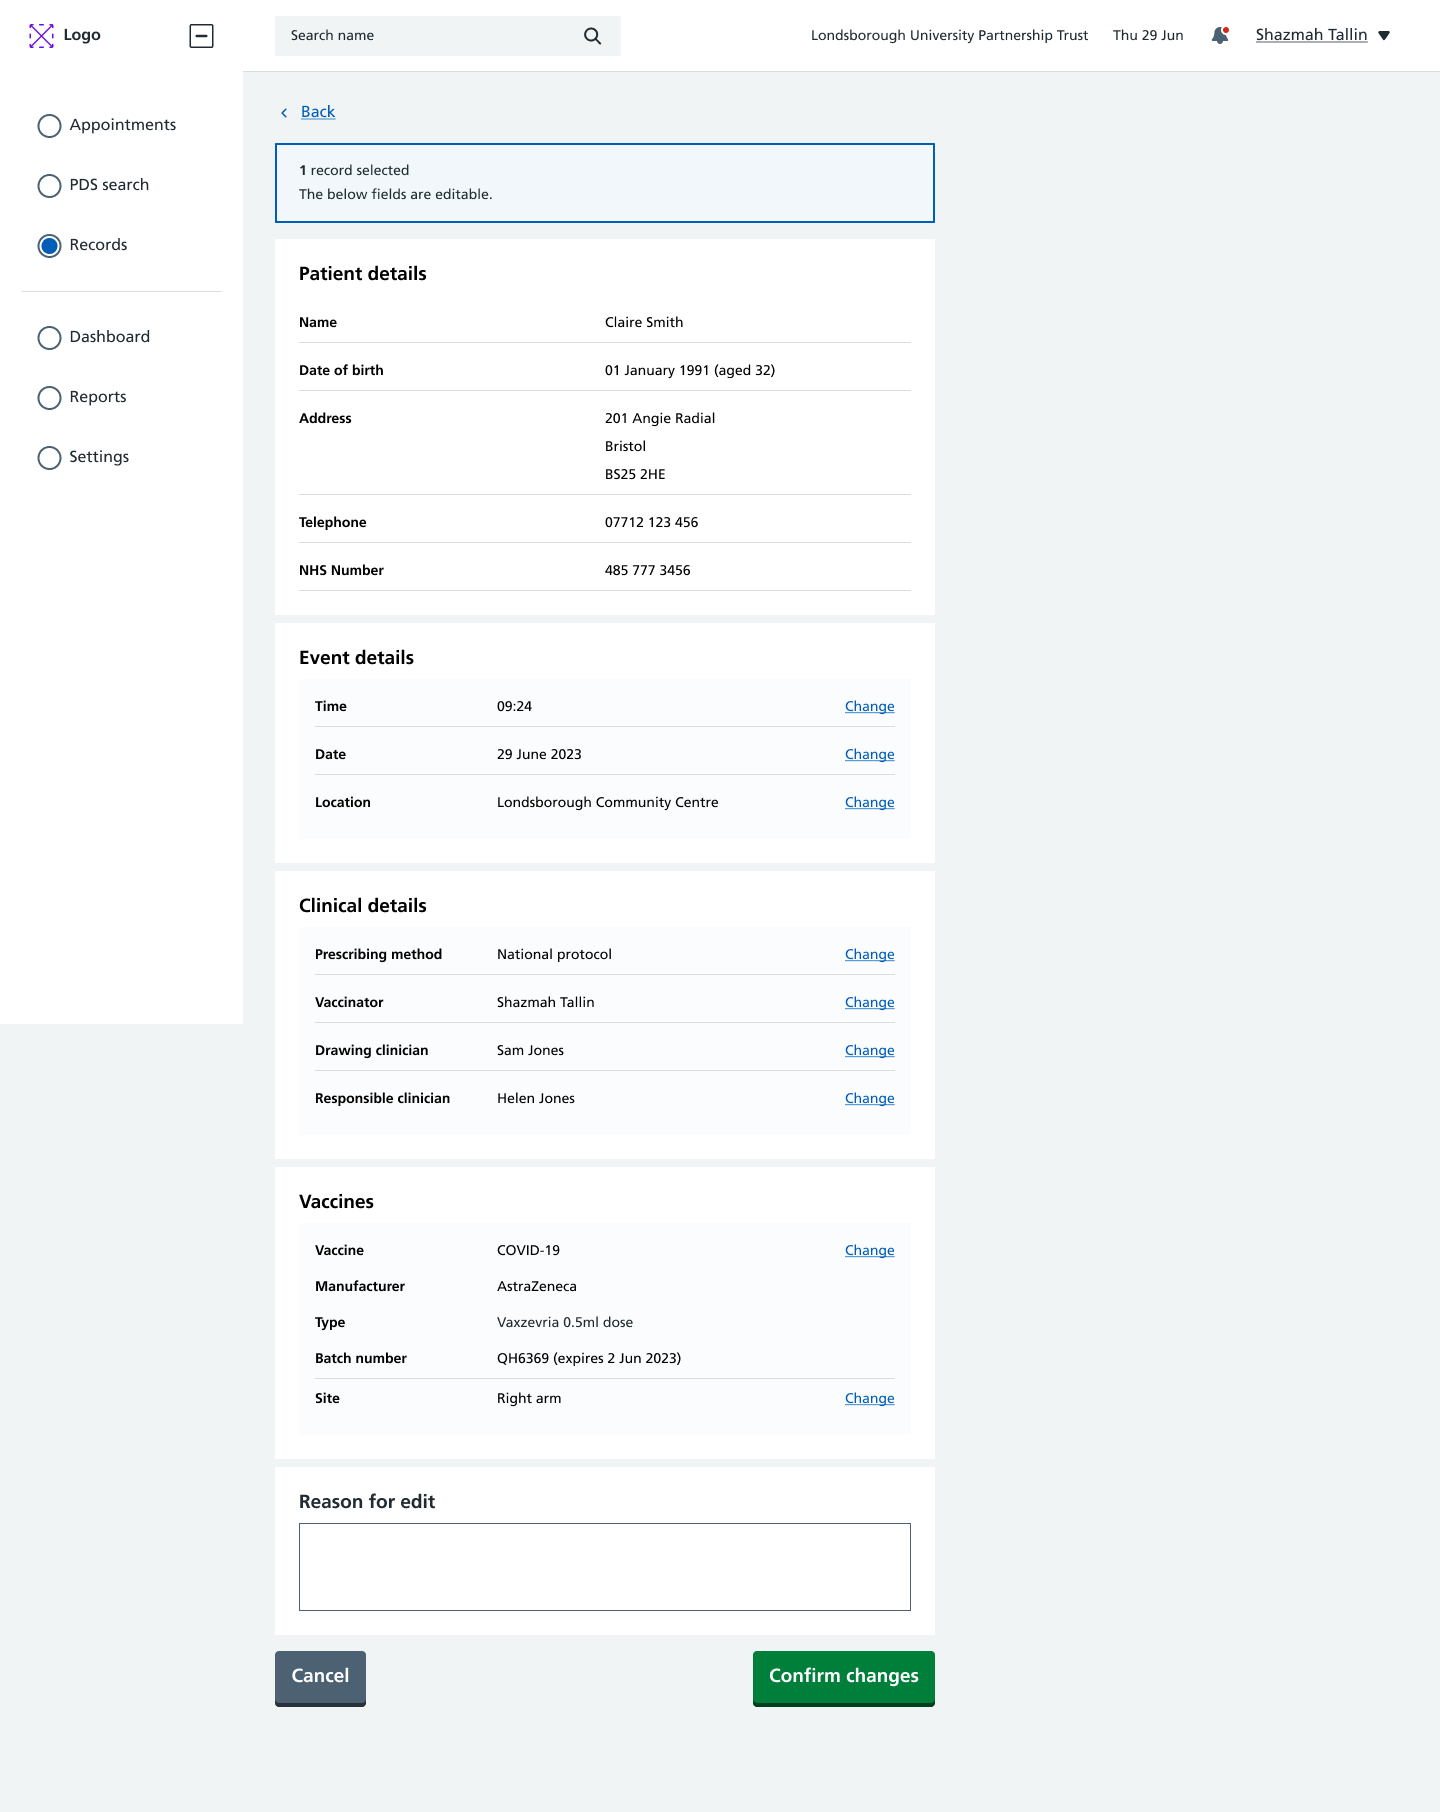 Logo
Search name
Londsborough University Partnership Trust
Thu 29 Jun
Shazmah Tallin
Appointments
PDS search
Records
Dashboard
Reports
Settings
Back
1 record selected
The below fields are editable.
Patient details
Name Claire Smith
Date of birth 01 January 1991 (aged 32)
Address 201 Angie Radial
Bristol
BS25 2HE
Telephone 07712 123 456
NHS Number 485 777 3456
Event details
Time 09:24 Change
Date 29 June 2023 Change
Location Londsborough Community Centre Change
Clinical details
Prescribing method National protocol Change
Vaccinator Shazmah Tallin Change
Drawing clinician Sam Jones Change
Responsible clinician Helen Jones Change
Vaccines
Vaccine COVID-19 Change
Manufacturer AstraZeneca
Type Vaxzevria 0.5ml dose
Batch number QH6369 (expires 2 Jun 2023)
Site Right arm Change
Reason for edit
Cancel
Confirm changes